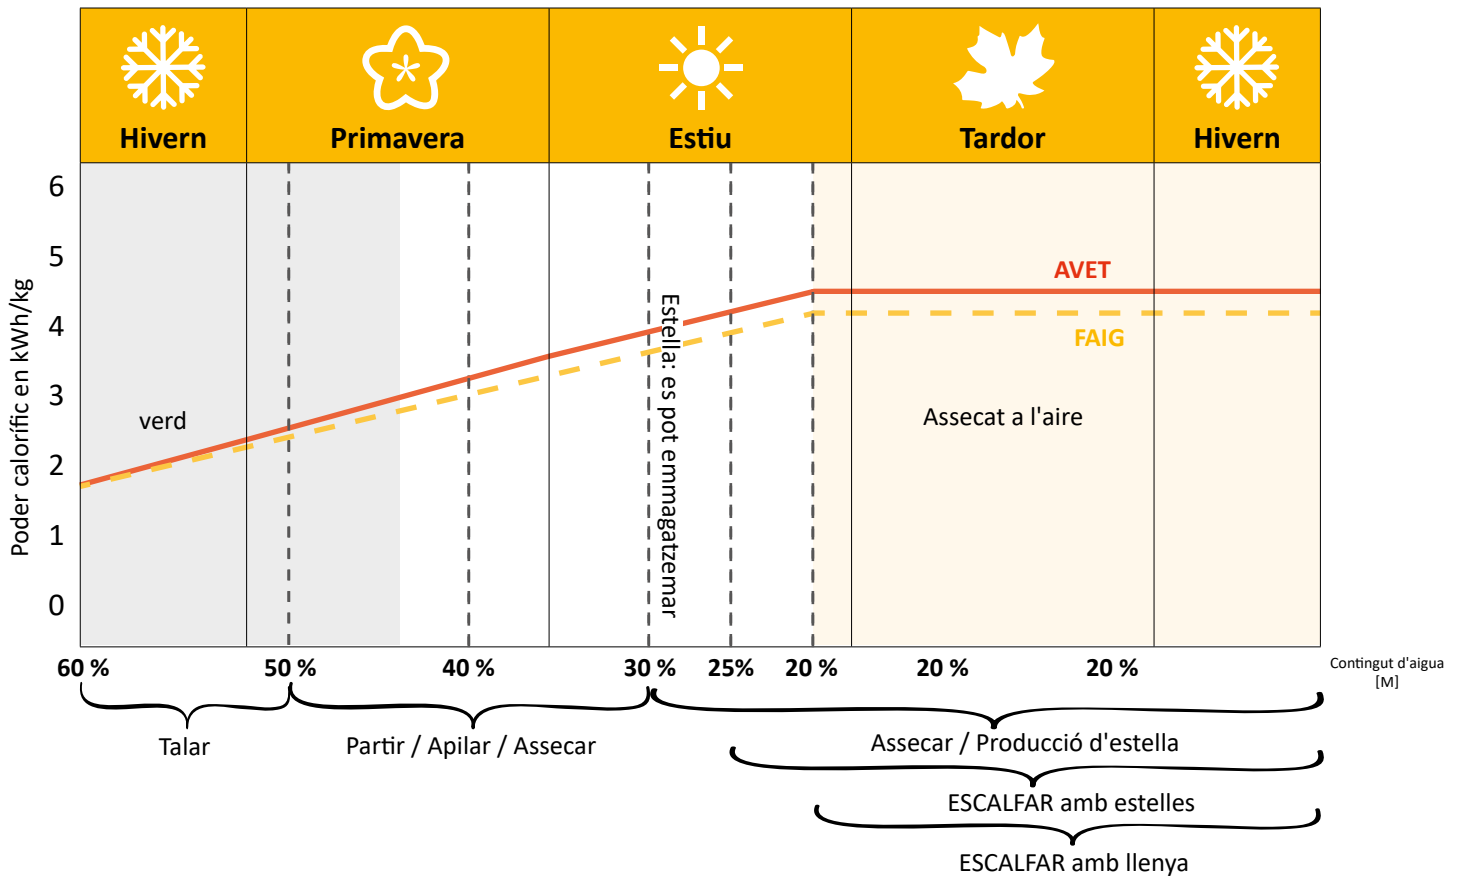 Hivern
Primavera
Estiu
Tardor
Hivern
Poder calorífic en kWh/kg
6
5
4
3
2
1
0
verd
Estella: es pot emmagatzemar
AVET
FAIG
Assecat a l'aire
60 %
50 %
40 %
30 %
25%
20 %
20 %
20 %
Contingut d'aigua
[M]
Talar
Partir / Apilar / Assecar
Assecar / Producció d'estella
ESCALFAR amb estelles
ESCALFAR amb llenya